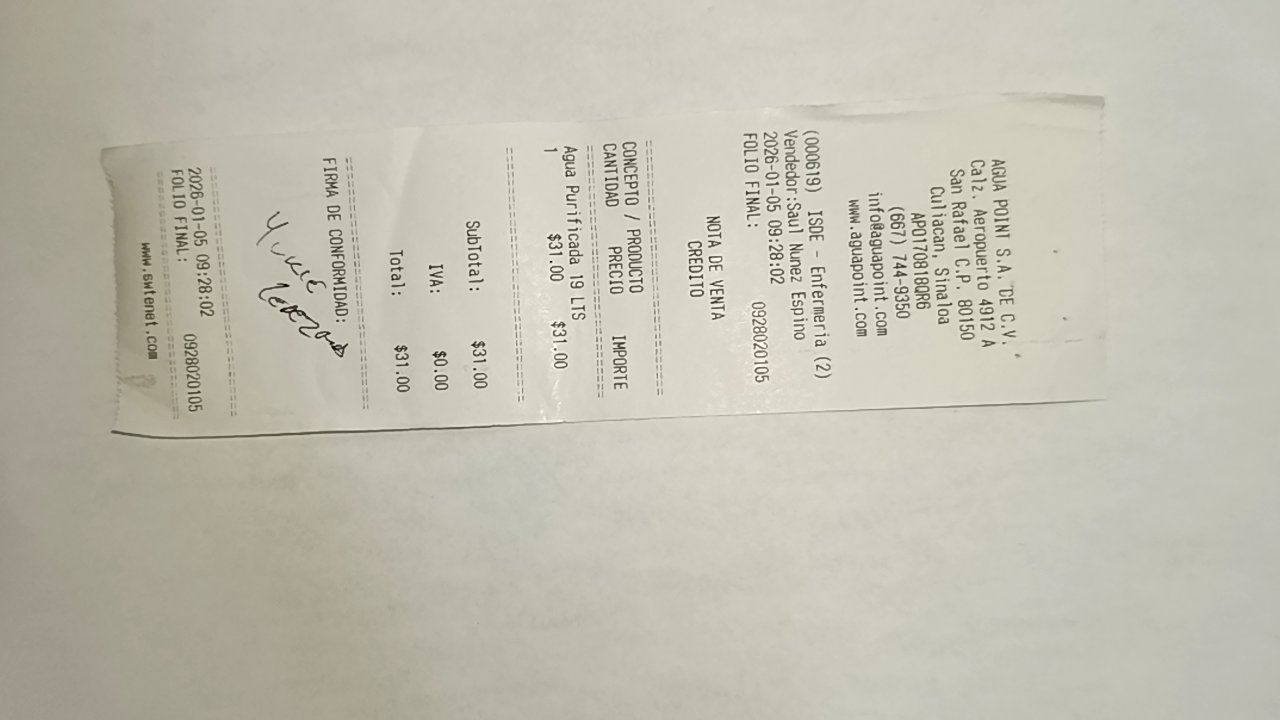 AGUA POINT S.A. DE C.V.
Calz. Aeropuerto 4912 A
San Rafael C.P. 80150
Culiacan, Sinaloa
APO170818QR6
(667) 744-9350
info@aguapoint.com
www.aguapoint.com
(000619) ISDE - Enfermeria (2)
Vendedor:Saul Nunez Espino
2026-01-05 09:28:02
FOLIO FINAL: 0928020105
NOTA DE VENTA
CREDITO
CONCEPTO / PRODUCTO
CANTIDAD PRECIO IMPORTE
Agua Purificada 19 LTS
1 $31.00 $31.00
SubTotal: $31.00
IVA: $0.00
Total: $31.00
FIRMA DE CONFORMIDAD:
2026-01-05 09:28:02
FOLIO FINAL: 0928020105
www.ewtenet.com